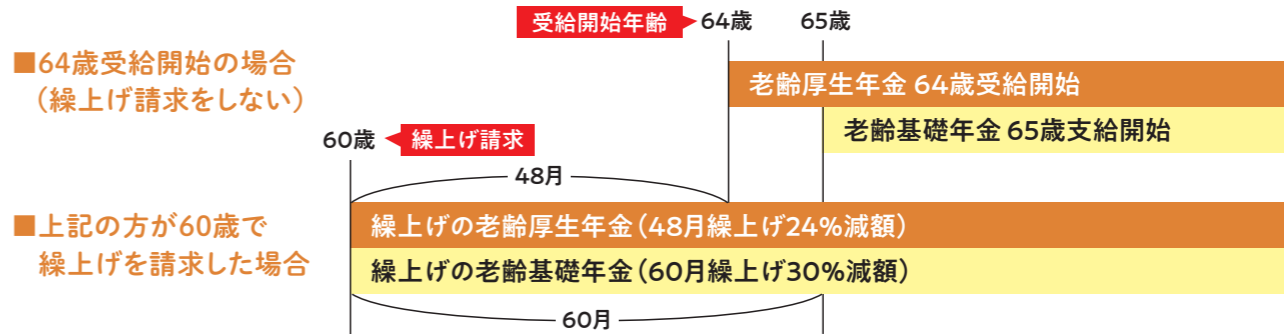 受給開始年齢 64歳 65歳
■64歳受給開始の場合
(繰上げ請求をしない)
老齢厚生年金 64歳受給開始
老齢基礎年金 65歳支給開始
60歳 繰上げ請求
48月
■上記の方が60歳で
繰上げを請求した場合
繰上げの老齢厚生年金(48月繰上げ24%減額)
繰上げの老齢基礎年金(60月繰上げ30%減額)
60月